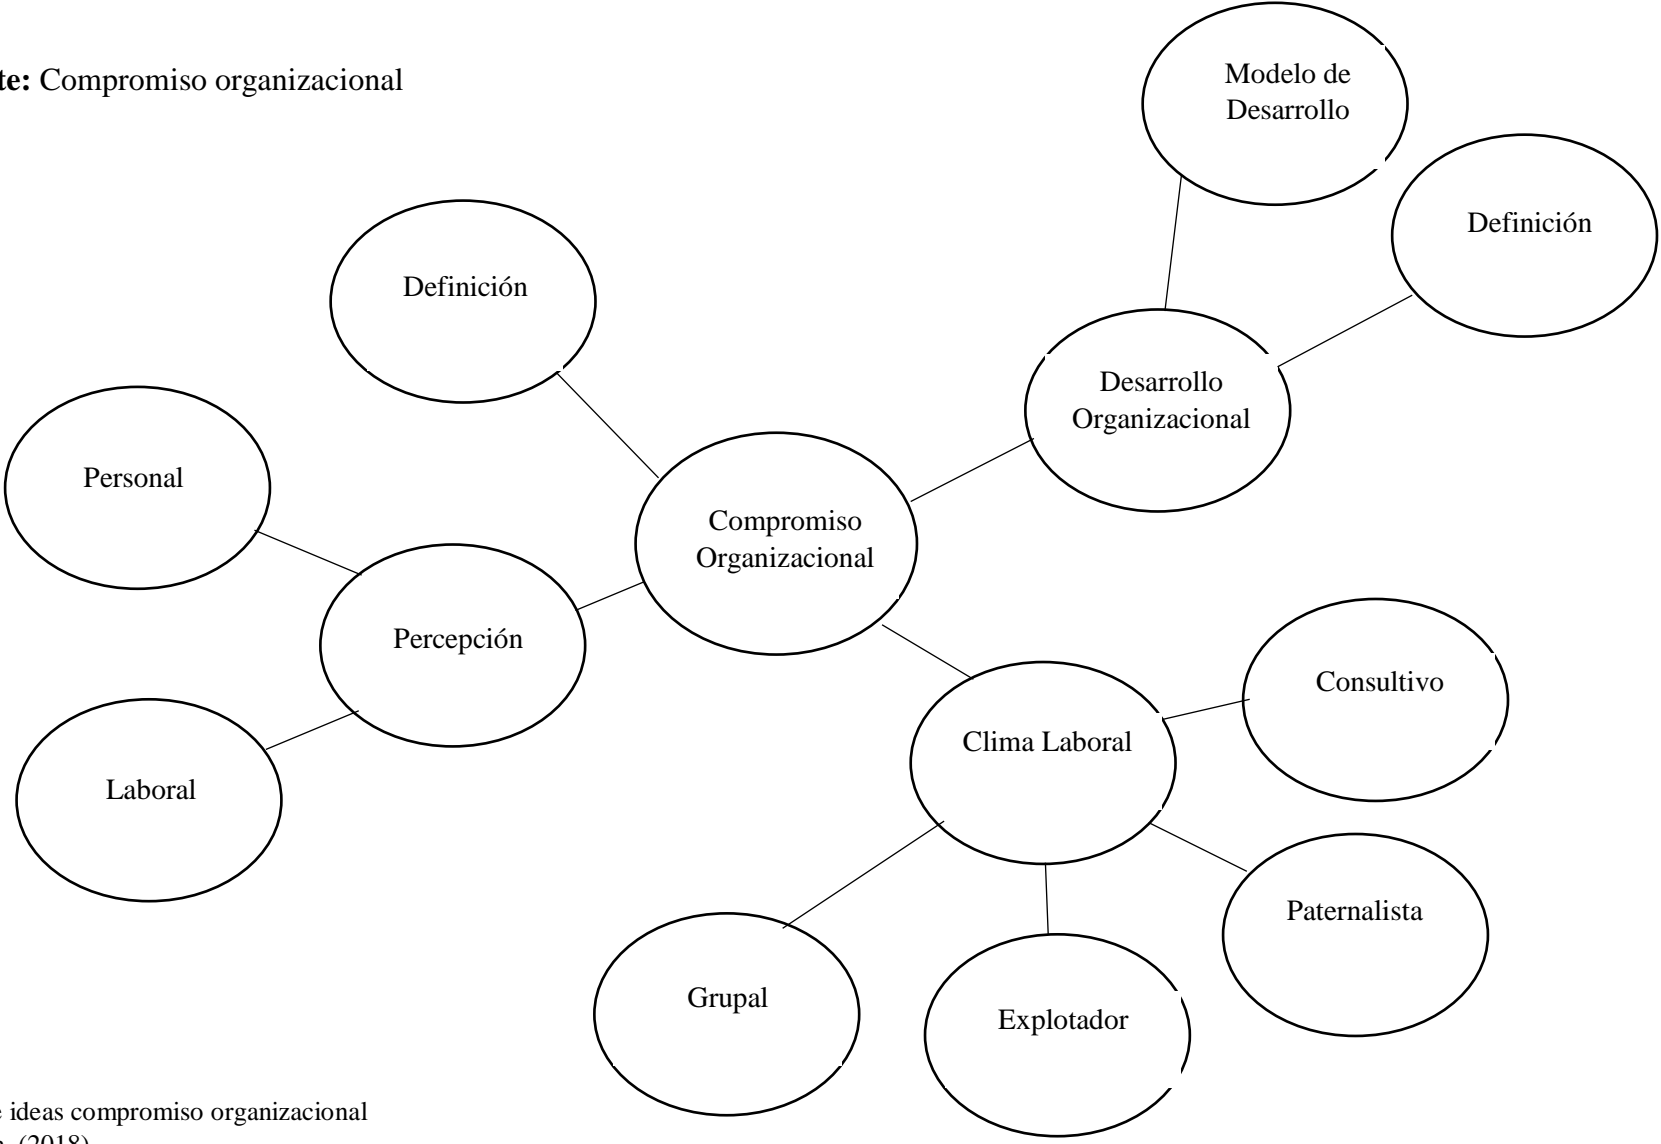 te: Compromiso organizacional
Modelo de
Desarrollo
Definición
Definición
Desarrollo
Organizacional
Personal
Compromiso
Organizacional
Percepción
Consultivo
Clima Laboral
Laboral
Paternalista
Grupal
Explotador
e ideas compromiso organizacional
(2018)